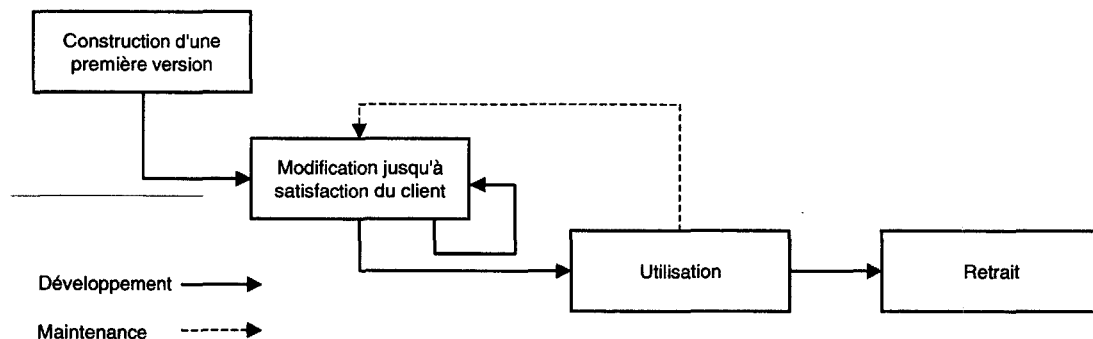 Construction d'une
première version
Modification jusqu'à
satisfaction du client
Utilisation
Retrait
Développement
Maintenance